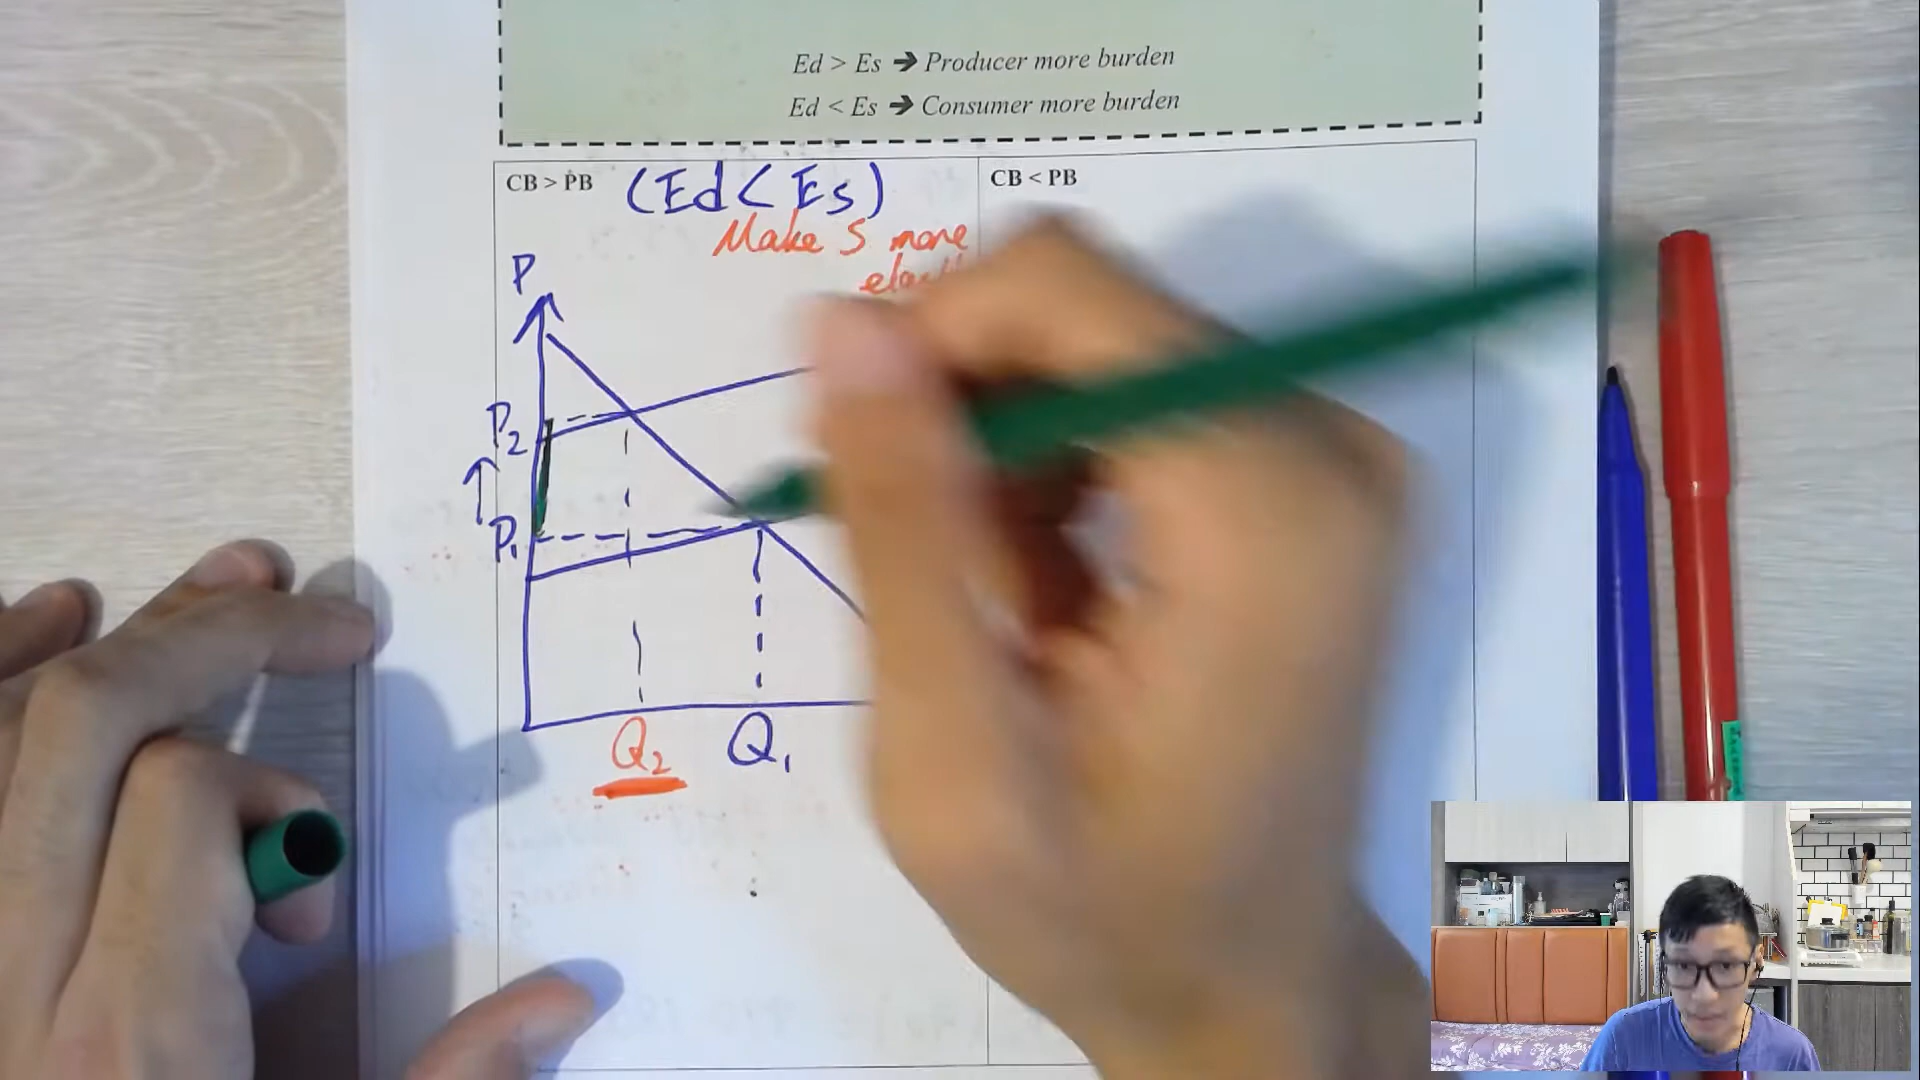 Ed > Es ➔ Producer more burden
Ed < Es ➔ Consumer more burden
CB > PB
(Ed < Es)
CB < PB
Make S more
P
P2
P1
Q2
Q1